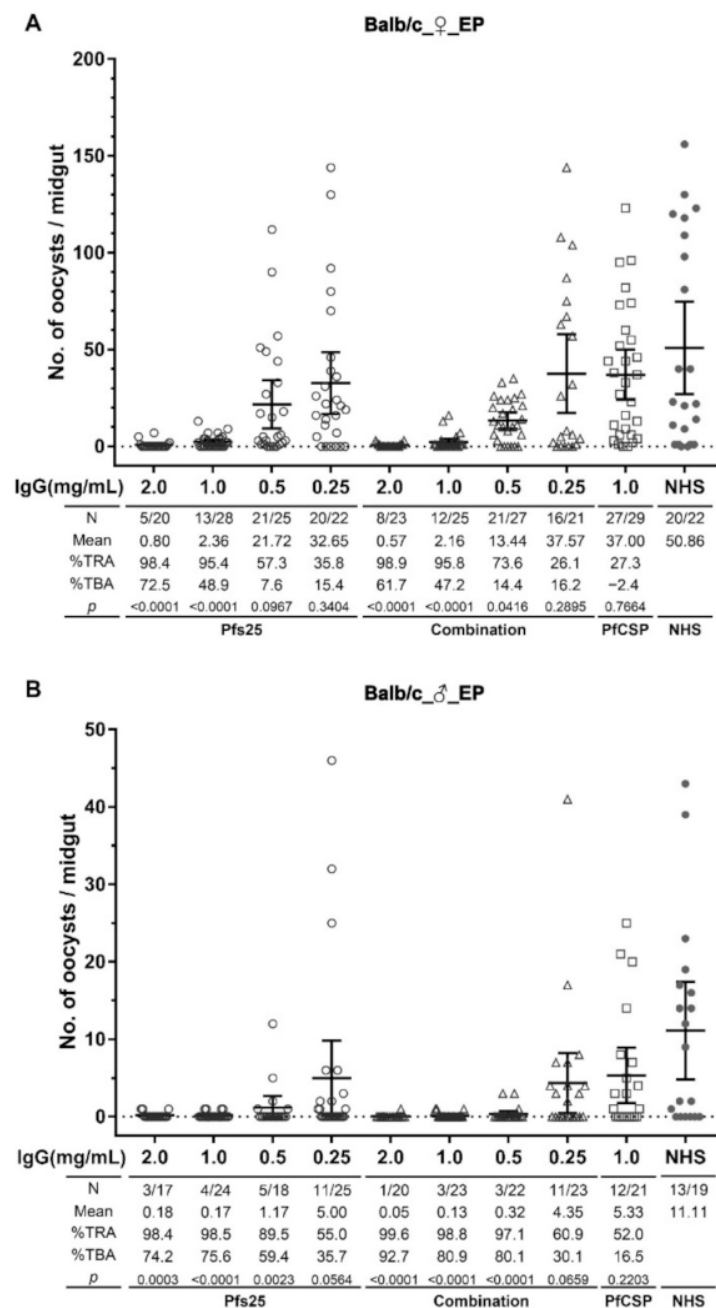 A
Balb/c_♀_EP
No. of oocysts / midgut
200
150
100
50
0
IgG(mg/mL) 2.0 1.0 0.5 0.25 2.0 1.0 0.5 0.25 1.0 NHS
N 5/20 13/28 21/25 20/22 8/23 12/25 21/27 16/21 27/29 20/22
Mean 0.80 2.36 21.72 32.65 0.57 2.16 13.44 37.57 37.00 50.86
%TRA 98.4 95.4 57.3 35.8 98.9 95.8 73.6 26.1 27.3
%TBA 72.5 48.9 7.6 15.4 61.7 47.2 14.4 16.2 −2.4
p <0.0001 <0.0001 0.0967 0.3404 <0.0001 <0.0001 0.0416 0.2895 0.7664
Pfs25 Combination PfCSP NHS
B
Balb/c_♂_EP
No. of oocysts / midgut
50
40
30
20
10
0
IgG(mg/mL) 2.0 1.0 0.5 0.25 2.0 1.0 0.5 0.25 1.0 NHS
N 3/17 4/24 5/18 11/25 1/20 3/23 3/22 11/23 12/21 13/19
Mean 0.18 0.17 1.17 5.00 0.05 0.13 0.32 4.35 5.33 11.11
%TRA 98.4 98.5 89.5 55.0 99.6 98.8 97.1 60.9 52.0
%TBA 74.2 75.6 59.4 35.7 92.7 80.9 80.1 30.1 16.5
p 0.0003 <0.0001 0.0023 0.0564 <0.0001 <0.0001 <0.0001 0.0659 0.2203
Pfs25 Combination PfCSP NHS